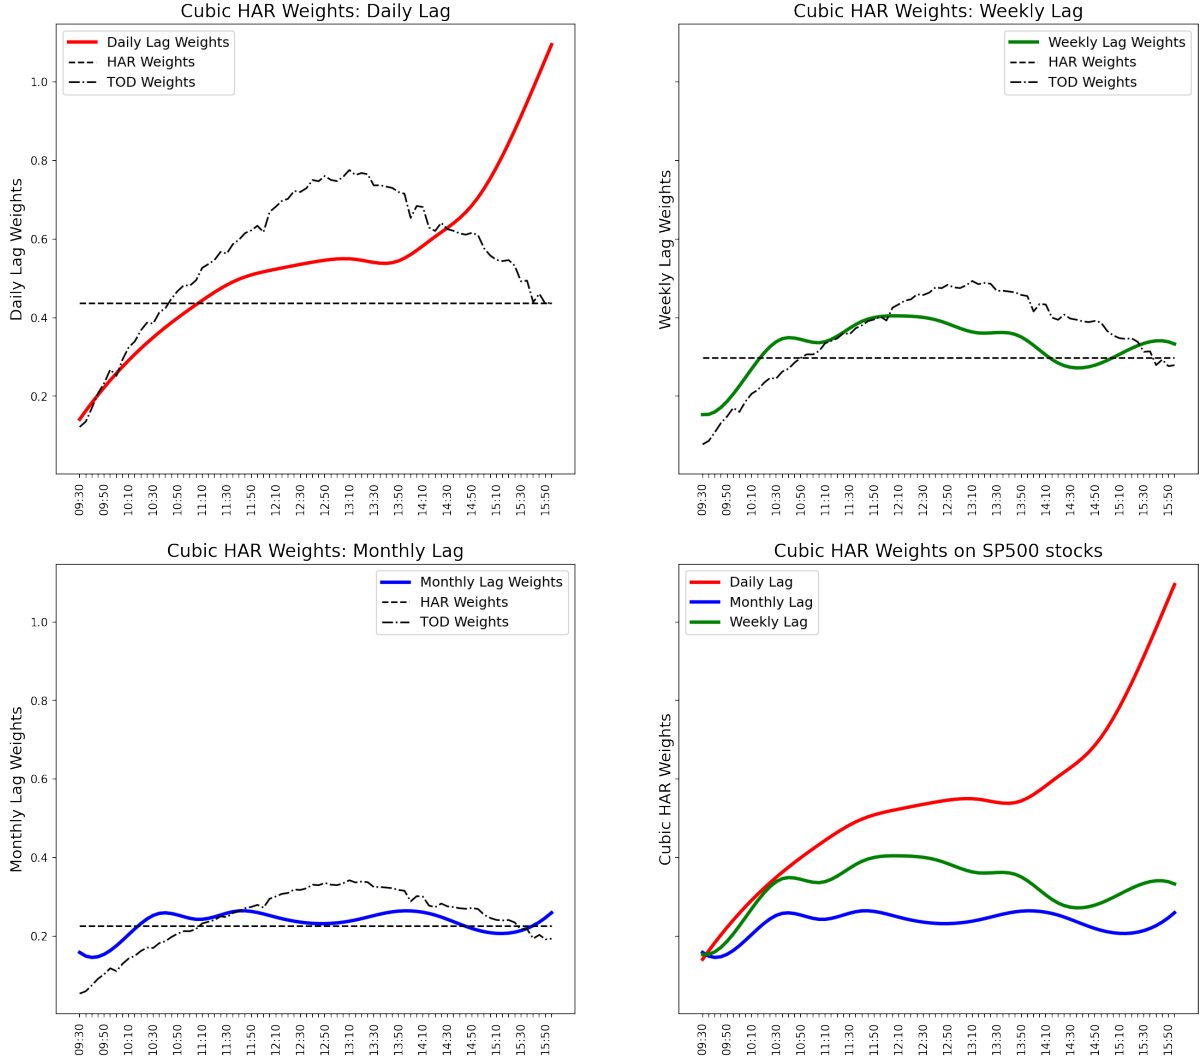 Cubic HAR Weights: Daily Lag
Daily Lag Weights
HAR Weights
TOD Weights
Daily Lag Weights
1.0
0.8
0.6
0.4
0.2
09:30 09:50 10:10 10:30 10:50 11:10 11:30 11:50 12:10 12:30 12:50 13:10 13:30 13:50 14:10 14:30 14:50 15:10 15:30 15:50
Cubic HAR Weights: Weekly Lag
Weekly Lag Weights
HAR Weights
TOD Weights
Weekly Lag Weights
09:30 09:50 10:10 10:30 10:50 11:10 11:30 11:50 12:10 12:30 12:50 13:10 13:30 13:50 14:10 14:30 14:50 15:10 15:30 15:50
Cubic HAR Weights: Monthly Lag
Monthly Lag Weights
HAR Weights
TOD Weights
Monthly Lag Weights
1.0
0.8
0.6
0.4
0.2
09:30 09:50 10:10 10:30 10:50 11:10 11:30 11:50 12:10 12:30 12:50 13:10 13:30 13:50 14:10 14:30 14:50 15:10 15:30 15:50
Cubic HAR Weights on SP500 stocks
Daily Lag
Monthly Lag
Weekly Lag
Cubic HAR Weights
09:30 09:50 10:10 10:30 10:50 11:10 11:30 11:50 12:10 12:30 12:50 13:10 13:30 13:50 14:10 14:30 14:50 15:10 15:30 15:50